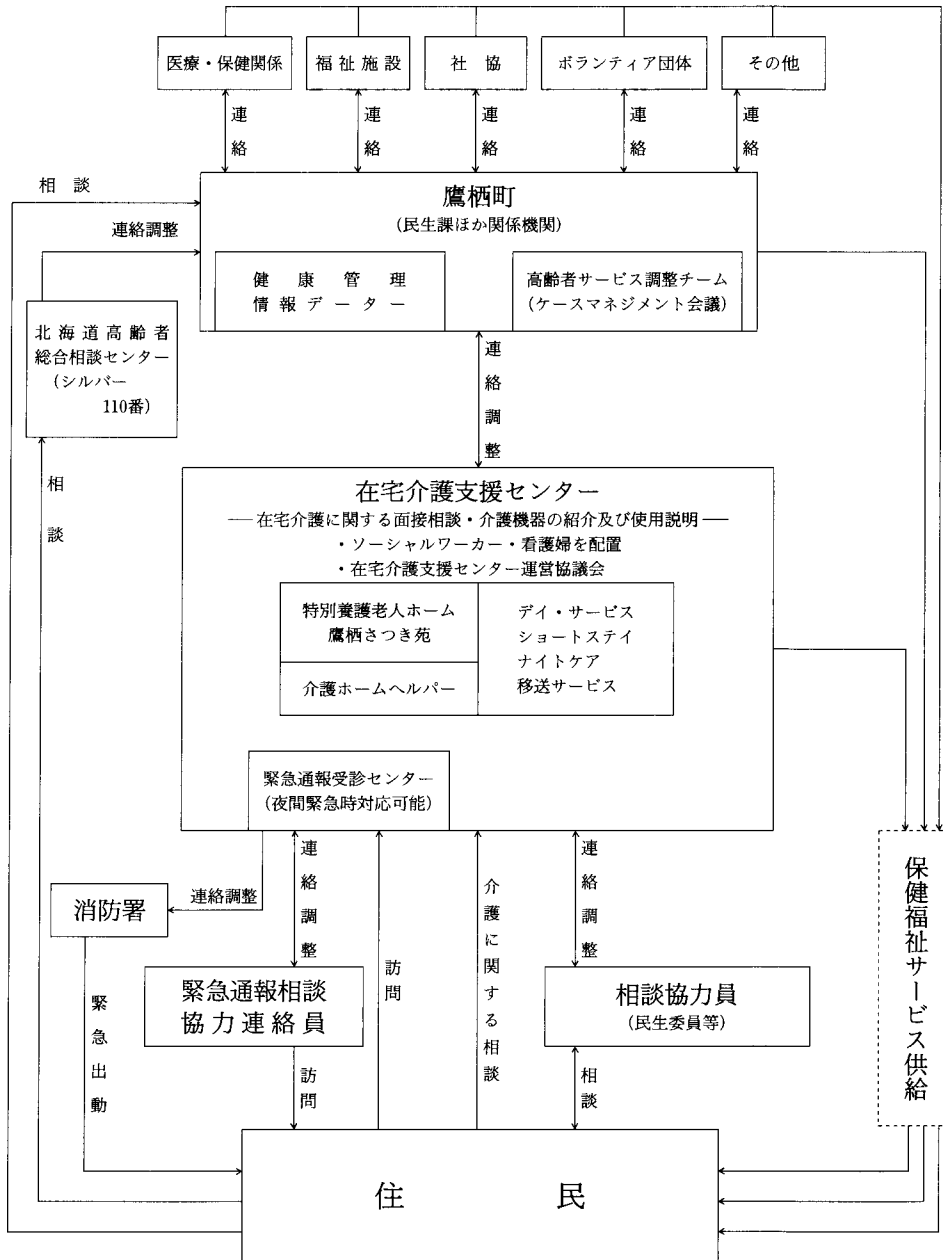 医療・保健関係
福祉施設
社協
ボランティア団体
その他
連絡
連絡
連絡
連絡
連絡
相談
鷹栖町
(民生課ほか関係機関)
連絡調整
健康管理
情報データー
高齢者サービス調整チーム
(ケースマネジメント会議)
北海道高齢者
総合相談センター
(シルバー
110番)
連絡調整
相談
在宅介護支援センター
―在宅介護に関する面接相談・介護機器の紹介及び使用説明―
・ソーシャルワーカー・看護婦を配置
・在宅介護支援センター運営協議会
特別養護老人ホーム
鷹栖さつき苑
介護ホームヘルパー
デイ・サービス
ショートステイ
ナイトケア
移送サービス
緊急通報受診センター
(夜間緊急時対応可能)
消防署
連絡調整
連絡調整
訪問
介護に関する相談
連絡調整
保健福祉サービス供給
緊急通報相談
協力連絡員
相談協力員
(民生委員等)
緊急出動
訪問
相談
住民